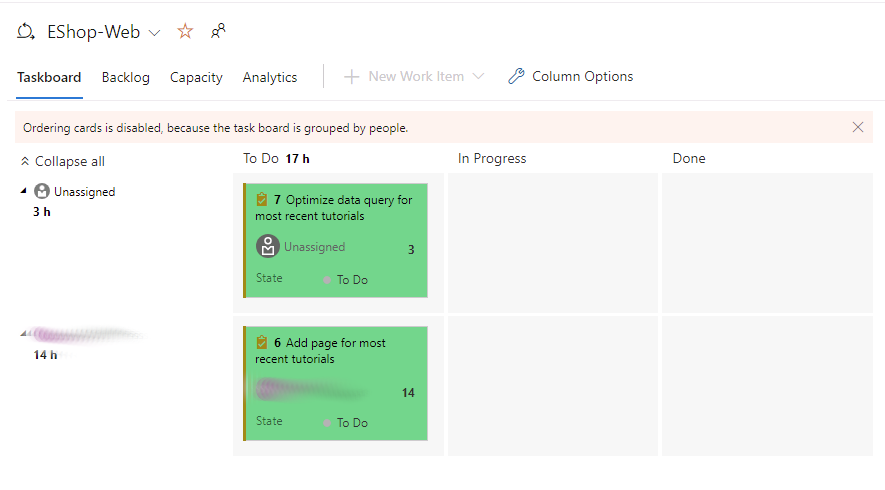 EShop-Web
Taskboard Backlog Capacity Analytics New Work Item Column Options
Ordering cards is disabled, because the task board is grouped by people.
Collapse all To Do 17 h In Progress Done
Unassigned
3 h
7 Optimize data query for
most recent tutorials
Unassigned 3
State To Do
14 h
6 Add page for most
recent tutorials
14
State To Do